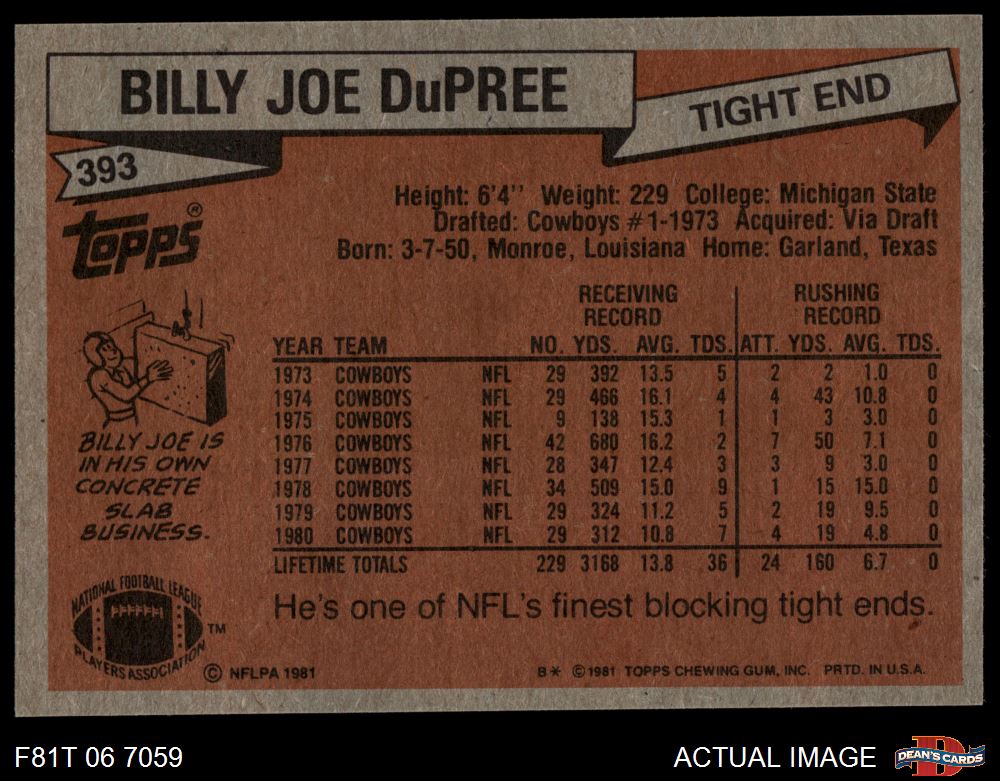 BILLY JOE DuPREE
TIGHT END
393
Topps®
Height: 6'4'' Weight: 229 College: Michigan State
Drafted: Cowboys #1-1973 Acquired: Via Draft
Born: 3-7-50, Monroe, Louisiana Home: Garland, Texas
RECEIVING RECORD RUSHING RECORD
YEAR TEAM NO. YDS. AVG. TDS. ATT. YDS. AVG. TDS.
1973 COWBOYS NFL 29 392 13.5 5 2 2 1.0 0
1974 COWBOYS NFL 29 466 16.1 4 4 43 10.8 0
1975 COWBOYS NFL 9 138 15.3 1 1 3 3.0 0
1976 COWBOYS NFL 42 680 16.2 2 7 50 7.1 0
1977 COWBOYS NFL 28 347 12.4 3 3 9 3.0 0
1978 COWBOYS NFL 34 509 15.0 9 1 15 15.0 0
1979 COWBOYS NFL 29 324 11.2 5 2 19 9.5 0
1980 COWBOYS NFL 29 312 10.8 7 4 19 4.8 0
LIFETIME TOTALS 229 3168 13.8 36 24 160 6.7 0
BILLY JOE IS
IN HIS OWN
CONCRETE
SLAB
BUSINESS.
He's one of NFL's finest blocking tight ends.
NATIONAL FOOTBALL LEAGUE
PLAYERS ASSOCIATION
TM
© NFLPA 1981
B* © 1981 TOPPS CHEWING GUM, INC. PRTD. IN U.S.A.
F81T 06 7059
ACTUAL IMAGE
D
DEAN'S CARDS